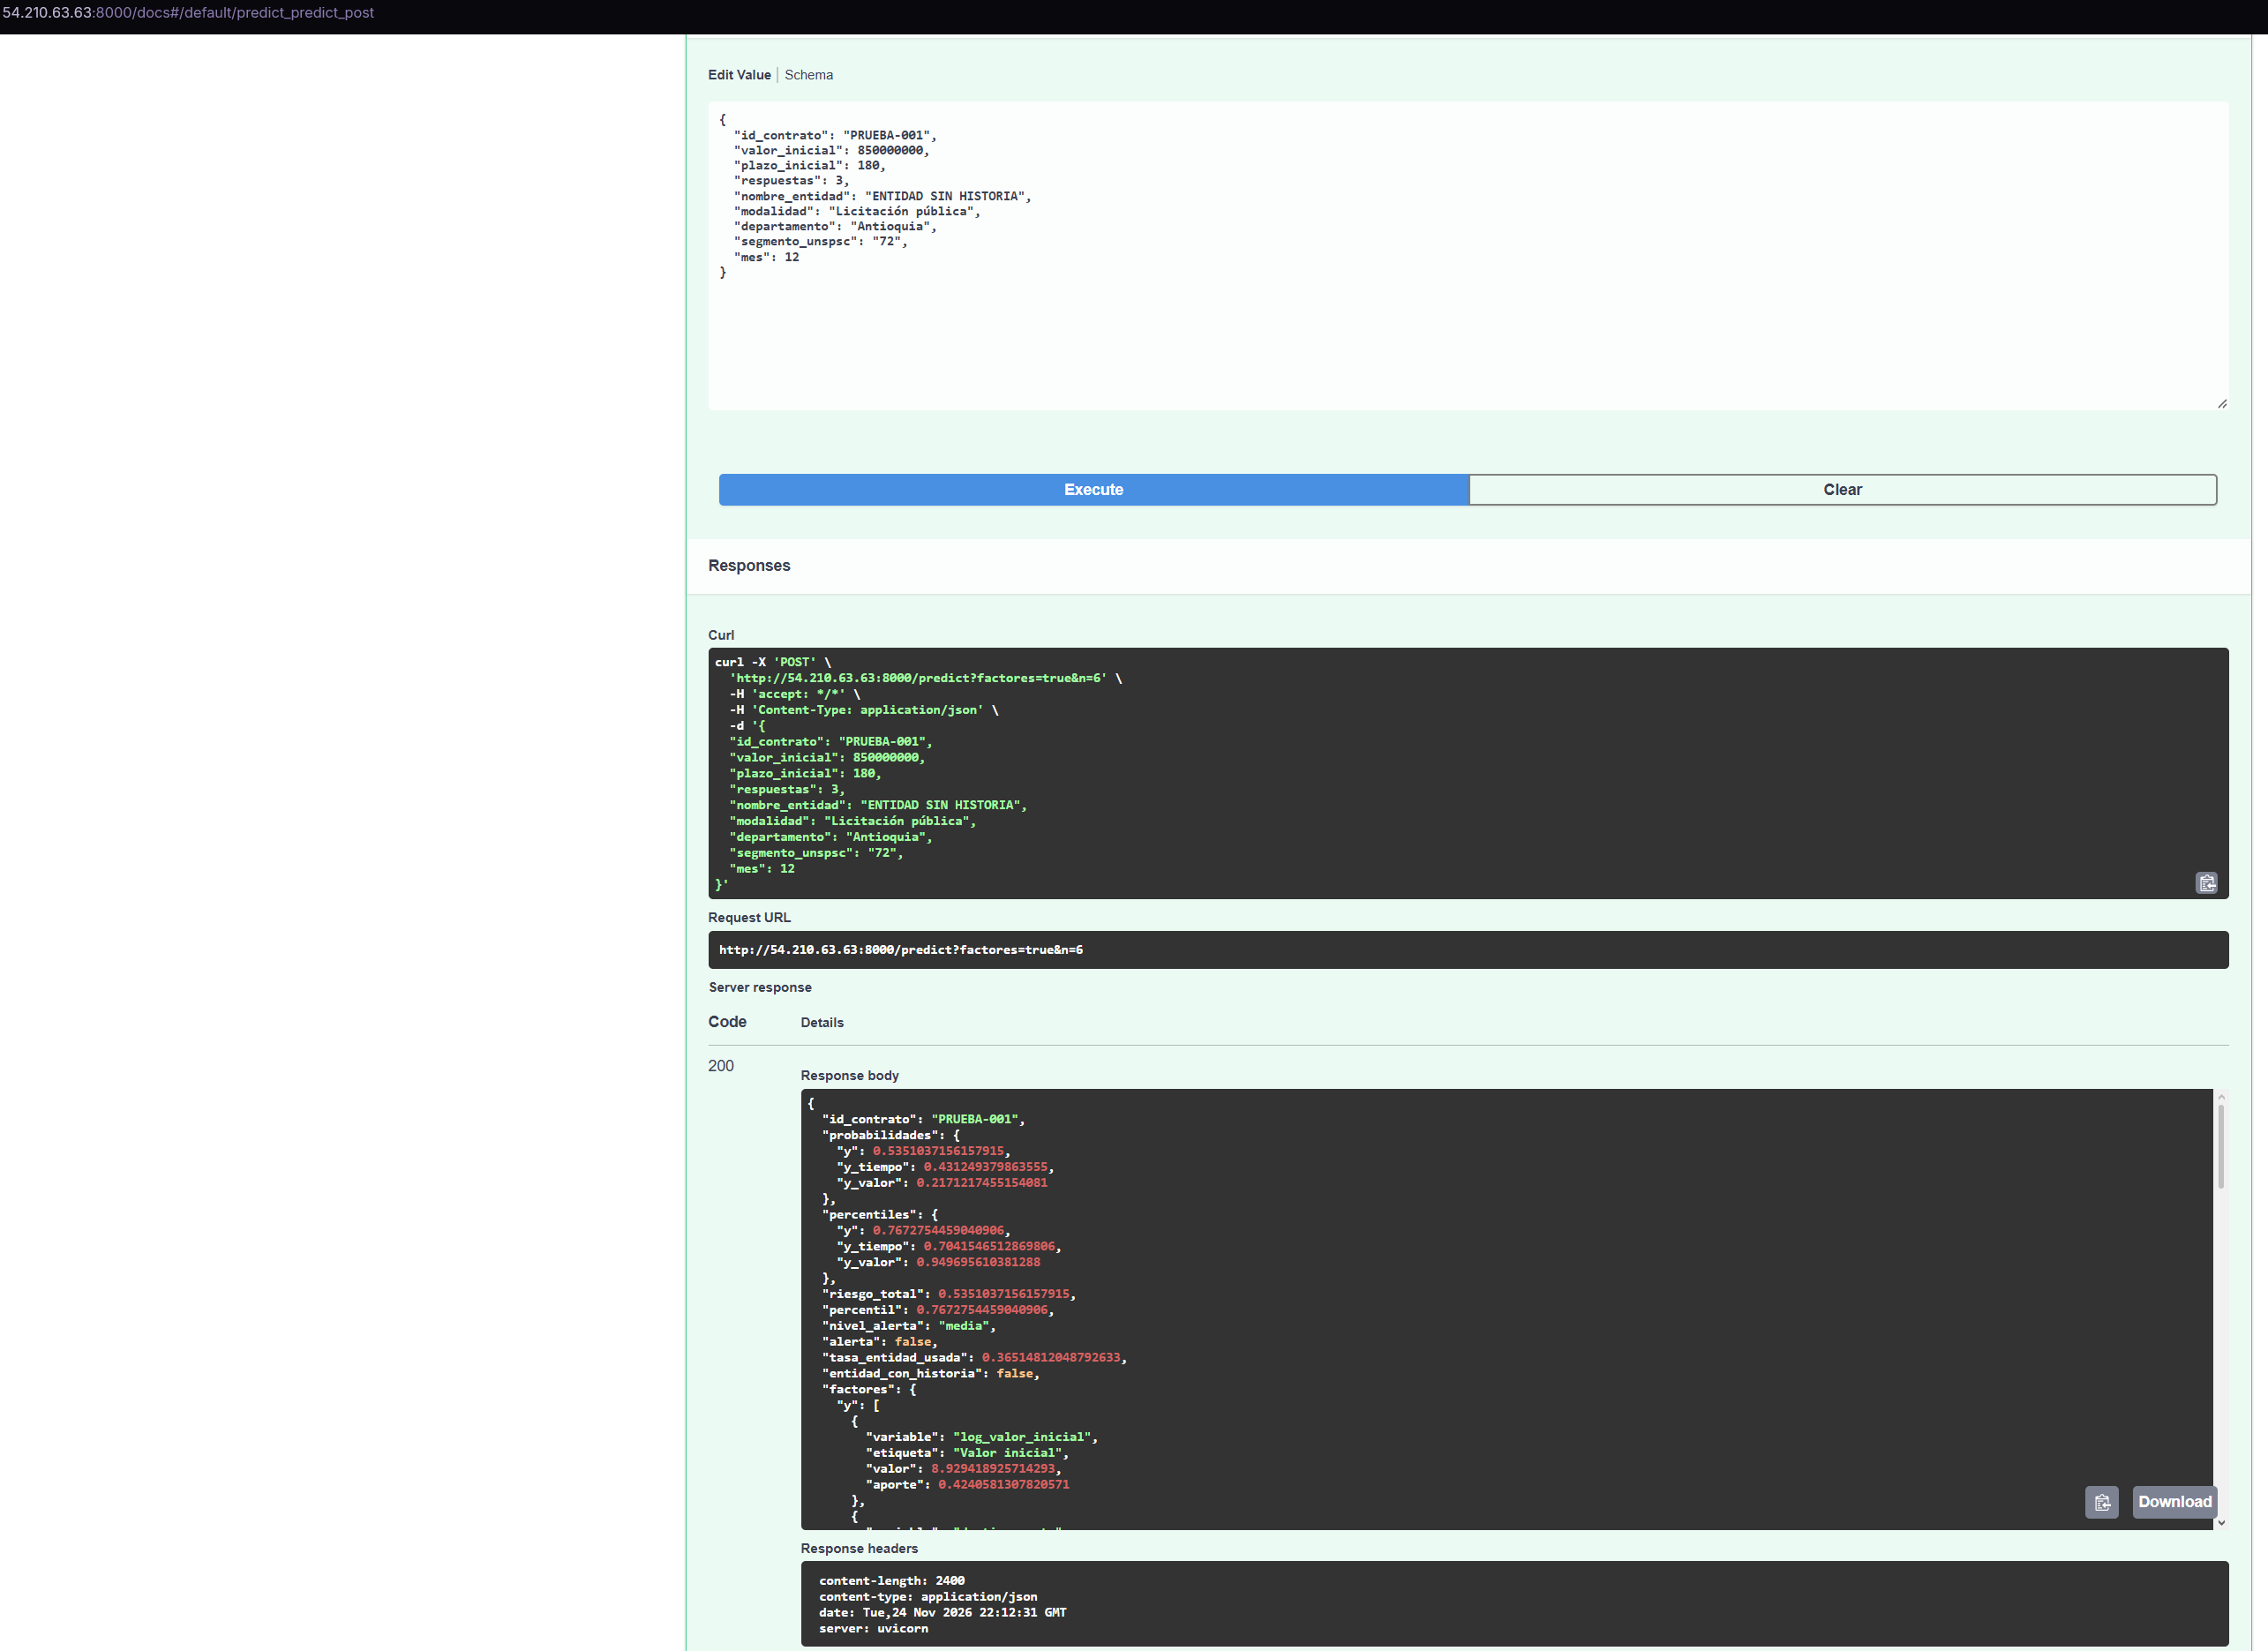 54.210.63.63:8000/docs#/default/predict_predict_post
Edit Value | Schema
{
  "id_contrato": "PRUEBA-001",
  "valor_inicial": 850000000,
  "plazo_inicial": 180,
  "respuestas": 3,
  "nombre_entidad": "ENTIDAD SIN HISTORIA",
  "modalidad": "Licitación pública",
  "departamento": "Antioquia",
  "segmento_unspsc": "72",
  "mes": 12
}
Execute
Clear
Responses
Curl
curl -X 'POST' \
  'http://54.210.63.63:8000/predict?factores=true&n=6' \
  -H 'accept: */*' \
  -H 'Content-Type: application/json' \
  -d '{
  "id_contrato": "PRUEBA-001",
  "valor_inicial": 850000000,
  "plazo_inicial": 180,
  "respuestas": 3,
  "nombre_entidad": "ENTIDAD SIN HISTORIA",
  "modalidad": "Licitación pública",
  "departamento": "Antioquia",
  "segmento_unspsc": "72",
  "mes": 12
}'
Request URL
http://54.210.63.63:8000/predict?factores=true&n=6
Server response
Code Details
200
Response body
{
  "id_contrato": "PRUEBA-001",
  "probabilidades": {
    "y": 0.5351037156157915,
    "y_tiempo": 0.431249379863555,
    "y_valor": 0.2171217455154081
  },
  "percentiles": {
    "y": 0.7672754459040906,
    "y_tiempo": 0.7041546512869806,
    "y_valor": 0.949695610381288
  },
  "riesgo_total": 0.5351037156157915,
  "percentil": 0.7672754459040906,
  "nivel_alerta": "media",
  "alerta": false,
  "tasa_entidad_usada": 0.36514812048792633,
  "entidad_con_historia": false,
  "factores": {
    "y": [
      {
        "variable": "log_valor_inicial",
        "etiqueta": "Valor inicial",
        "valor": 8.929418925714293,
        "aporte": 0.4240581307820571
      },
      {
Download
Response headers
content-length: 2400
content-type: application/json
date: Tue,24 Nov 2026 22:12:31 GMT
server: uvicorn